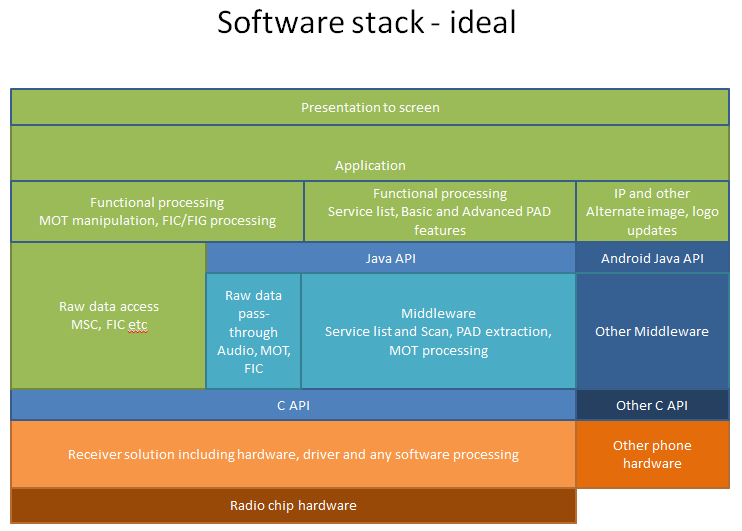 Software stack - ideal
Presentation to screen
Application
Functional processing
MOT manipulation, FIC/FIG processing
Functional processing
Service list, Basic and Advanced PAD
features
IP and other
Alternate image, logo
updates
Raw data access
MSC, FIC etc
Java API
Android Java API
Raw data
pass-
through
Audio, MOT,
FIC
Middleware
Service list and Scan, PAD extraction,
MOT processing
Other Middleware
C API
Other C API
Receiver solution including hardware, driver and any software processing
Other phone
hardware
Radio chip hardware